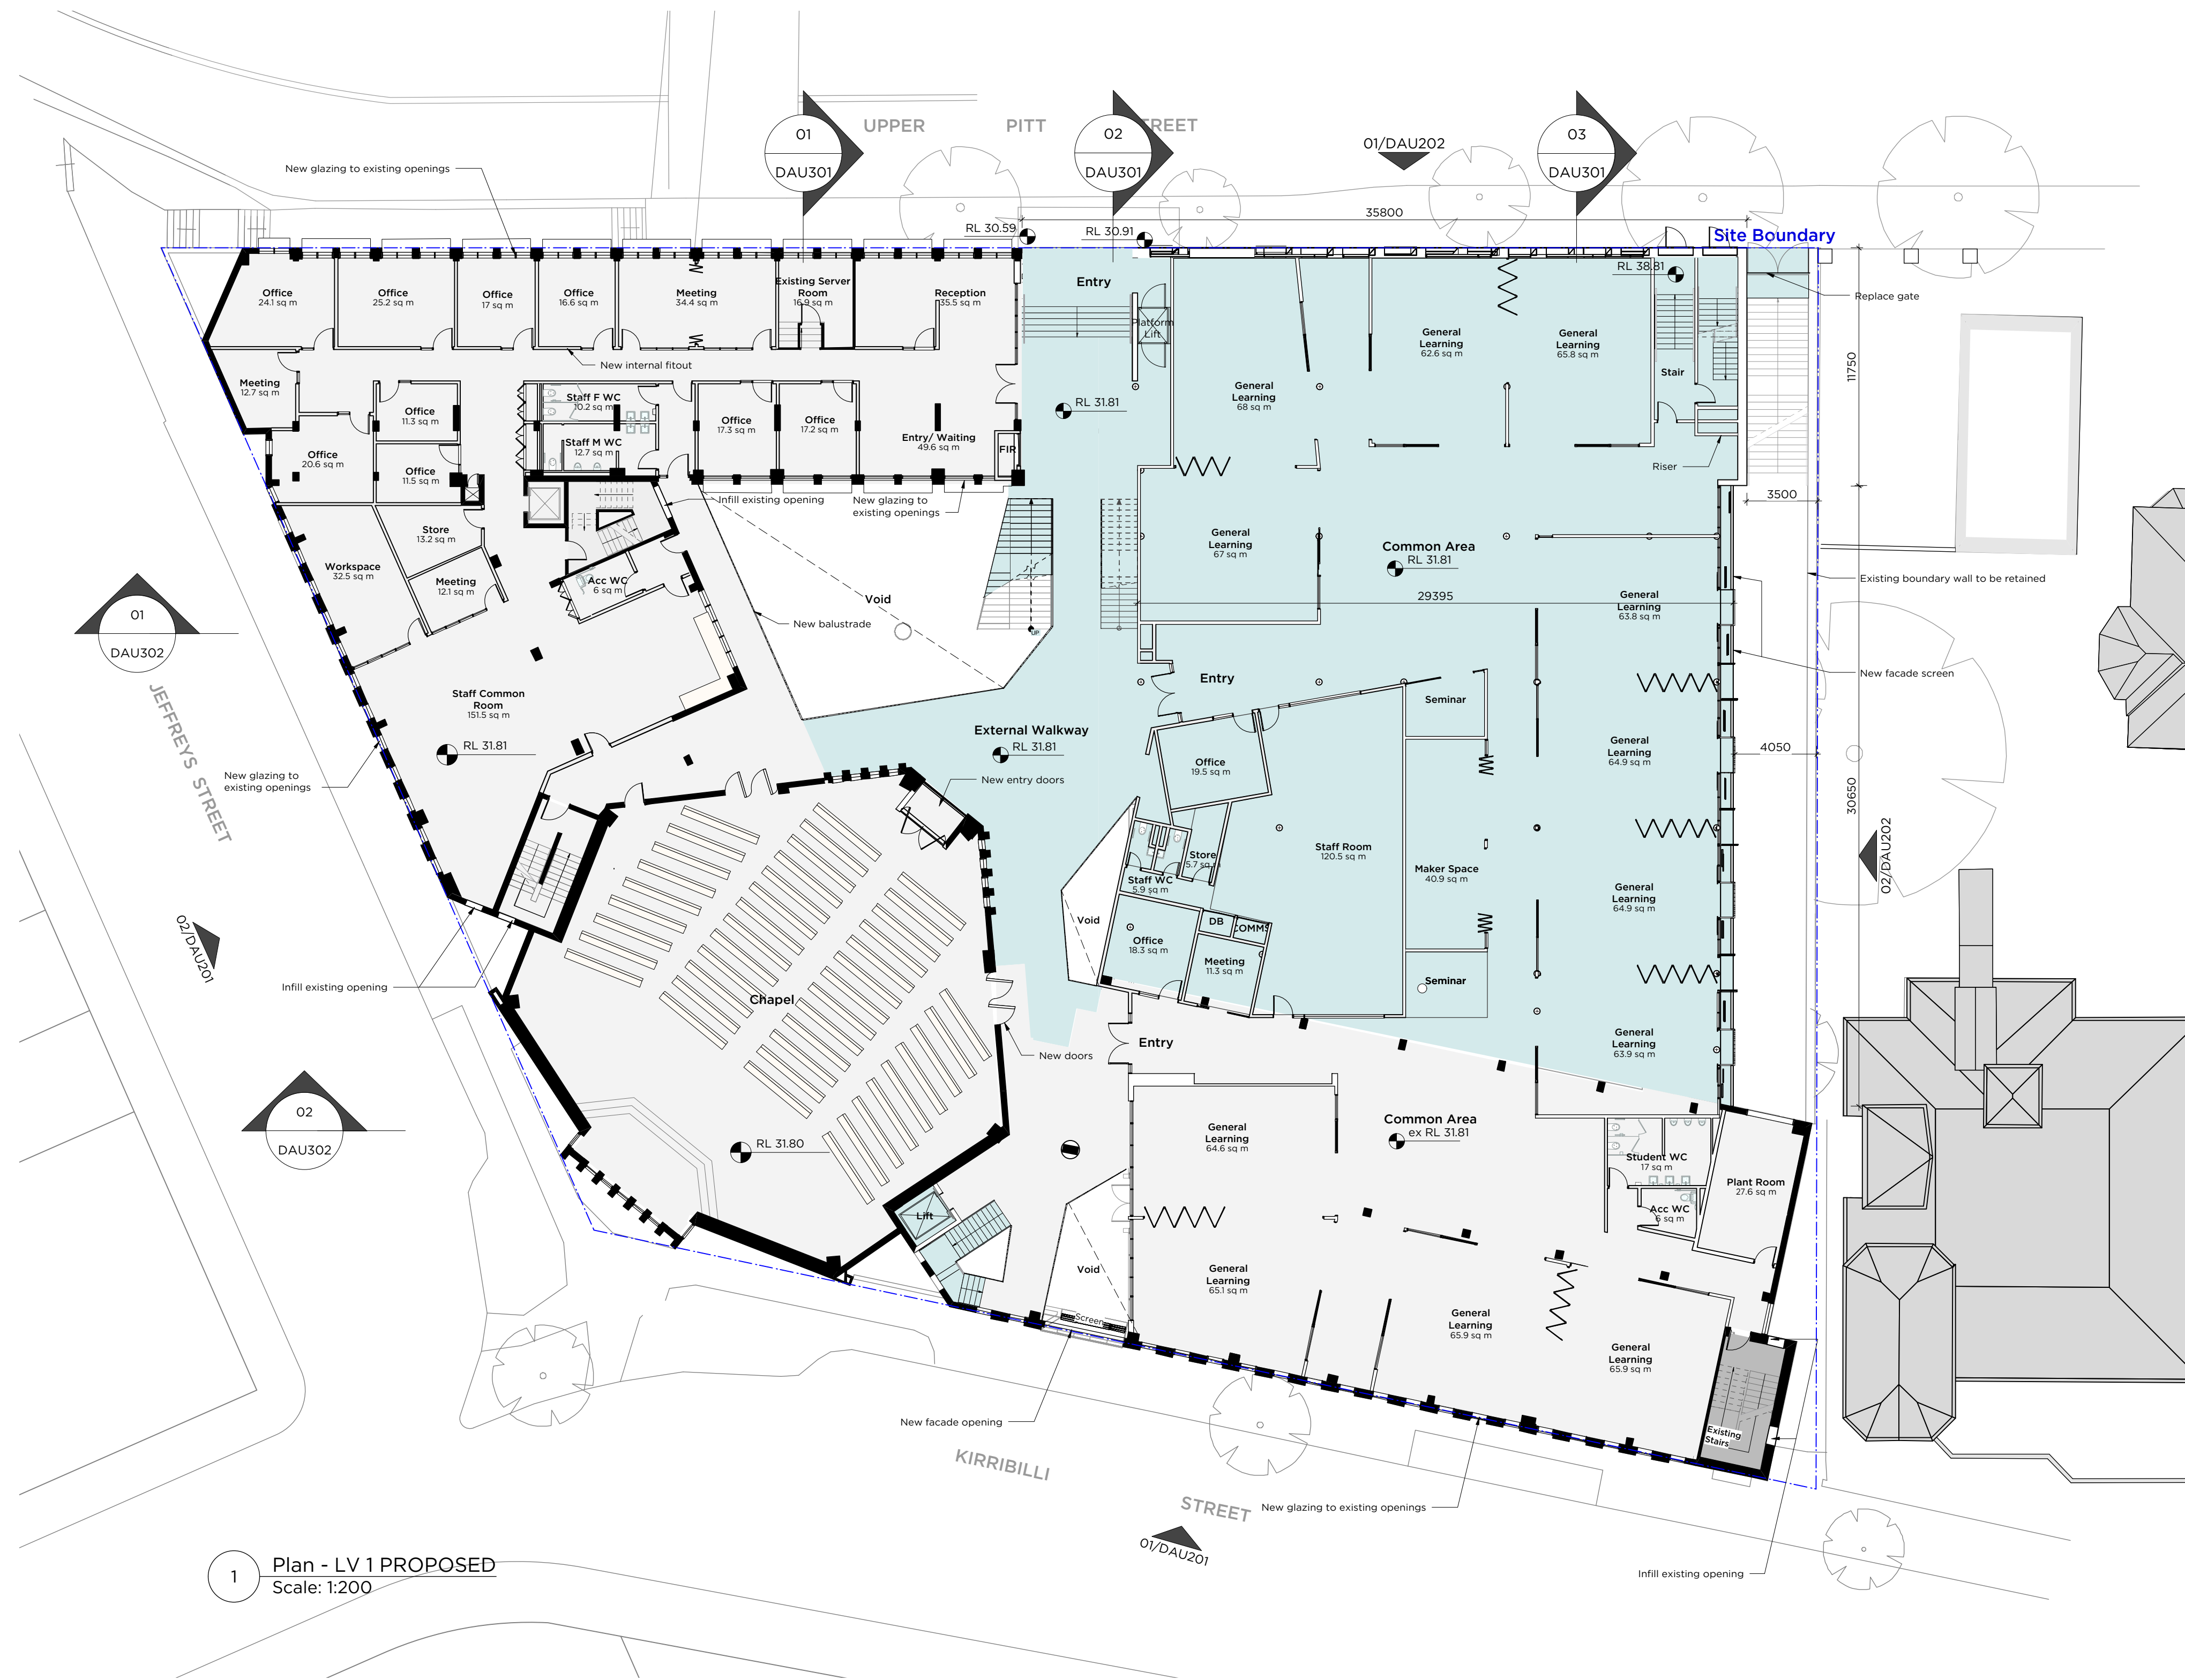 UPPER PITT STREET
01
DAU301
02
DAU301
01/DAU202
03
DAU301
New glazing to existing openings
35800
RL 30.59
RL 30.91
Site Boundary
RL 38.81
Replace gate
Office
24.1 sq m
Office
25.2 sq m
Office
17 sq m
Office
16.6 sq m
Meeting
34.4 sq m
Existing Server
Room
16.9 sq m
Reception
35.5 sq m
Entry
Platform
Lift
General
Learning
62.6 sq m
General
Learning
65.8 sq m
Stair
11750
New internal fitout
Meeting
12.7 sq m
Office
11.3 sq m
Staff F WC
10.2 sq m
Staff M WC
12.7 sq m
Office
17.3 sq m
Office
17.2 sq m
Entry/ Waiting
49.6 sq m
FIR
RL 31.81
General
Learning
68 sq m
Office
20.6 sq m
Office
11.5 sq m
Riser
3500
Infill existing opening
New glazing to
existing openings
Store
13.2 sq m
Workspace
32.5 sq m
Meeting
12.1 sq m
Acc WC
6 sq m
Void
New balustrade
UP
General
Learning
67 sq m
Common Area
RL 31.81
29395
General
Learning
63.8 sq m
Existing boundary wall to be retained
01
DAU302
JEFFREYS STREET
Staff Common
Room
151.5 sq m
RL 31.81
Entry
Seminar
New facade screen
External Walkway
RL 31.81
New entry doors
Office
19.5 sq m
General
Learning
64.9 sq m
4050
30650
New glazing to
existing openings
Staff Room
120.5 sq m
Maker Space
40.9 sq m
Store
5.7 sq m
Staff WC
5.9 sq m
02/DAU202
General
Learning
64.9 sq m
02/DAU201
Void
Office
18.3 sq m
DB
COMMS
Meeting
11.3 sq m
Seminar
Infill existing opening
Chapel
New doors
Entry
General
Learning
63.9 sq m
02
DAU302
RL 31.80
General
Learning
64.6 sq m
Common Area
ex RL 31.81
Student WC
17 sq m
Plant Room
27.6 sq m
Acc WC
6 sq m
Lift
Void
Screen
General
Learning
65.1 sq m
General
Learning
65.9 sq m
General
Learning
65.9 sq m
Existing
Stairs
New facade opening
KIRRIBILLI STREET
New glazing to existing openings
01/DAU201
Infill existing opening
1
Plan - LV 1 PROPOSED
Scale: 1:200